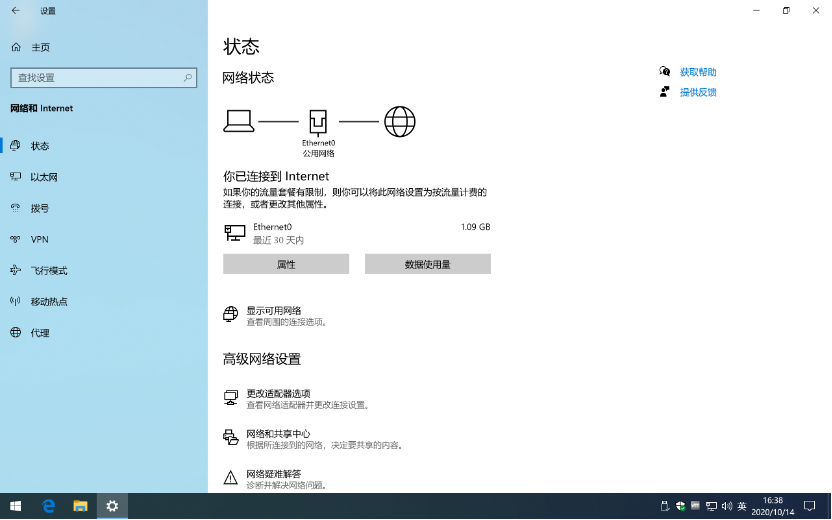 设置
主页
查找设置
网络和 Internet
状态
以太网
拨号
VPN
飞行模式
移动热点
代理
状态
网络状态
Ethernet0
公用网络
你已连接到 Internet
如果你的流量套餐有限制，则你可以将此网络设置为按流量计费的
连接，或者更改其他属性。
Ethernet0
1.09 GB
最近 30 天内
属性
数据使用量
显示可用网络
查看周围的连接选项。
高级网络设置
更改适配器选项
查看网络适配器并更改连接设置。
网络和共享中心
根据所连接到的网络，决定要共享的内容。
网络疑难解答
诊断并解决网络问题。
获取帮助
提供反馈
英
16:38
2020/10/14